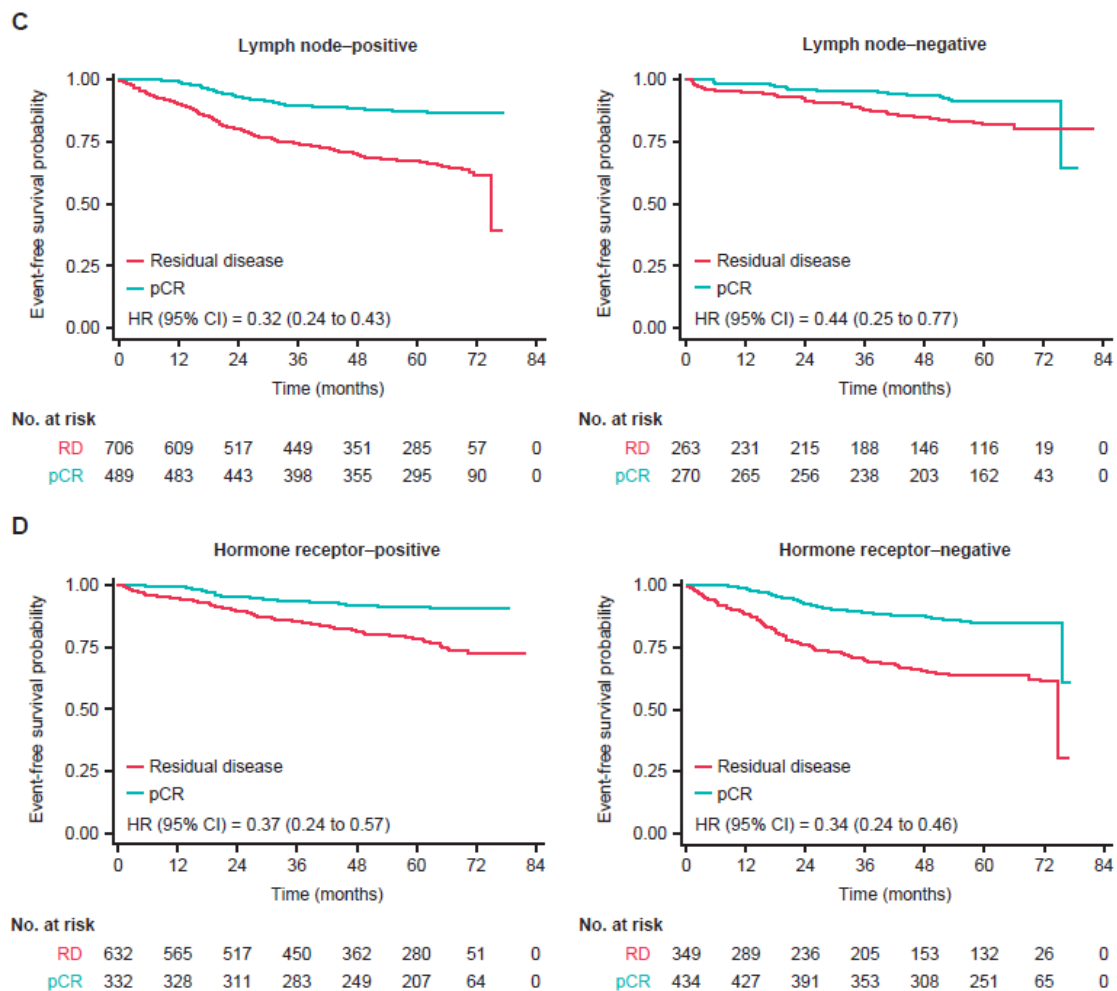 C
Lymph node–positive
Event-free survival probability
1.00
0.75
0.50
0.25
0.00
Residual disease
pCR
HR (95% CI) = 0.32 (0.24 to 0.43)
0 12 24 36 48 60 72 84
Time (months)
No. at risk
RD 706 609 517 449 351 285 57 0
pCR 489 483 443 398 355 295 90 0
Lymph node–negative
Event-free survival probability
1.00
0.75
0.50
0.25
0.00
Residual disease
pCR
HR (95% CI) = 0.44 (0.25 to 0.77)
0 12 24 36 48 60 72 84
Time (months)
No. at risk
RD 263 231 215 188 146 116 19 0
pCR 270 265 256 238 203 162 43 0
D
Hormone receptor–positive
Event-free survival probability
1.00
0.75
0.50
0.25
0.00
Residual disease
pCR
HR (95% CI) = 0.37 (0.24 to 0.57)
0 12 24 36 48 60 72 84
Time (months)
No. at risk
RD 632 565 517 450 362 280 51 0
pCR 332 328 311 283 249 207 64 0
Hormone receptor–negative
Event-free survival probability
1.00
0.75
0.50
0.25
0.00
Residual disease
pCR
HR (95% CI) = 0.34 (0.24 to 0.46)
0 12 24 36 48 60 72 84
Time (months)
No. at risk
RD 349 289 236 205 153 132 26 0
pCR 434 427 391 353 308 251 65 0